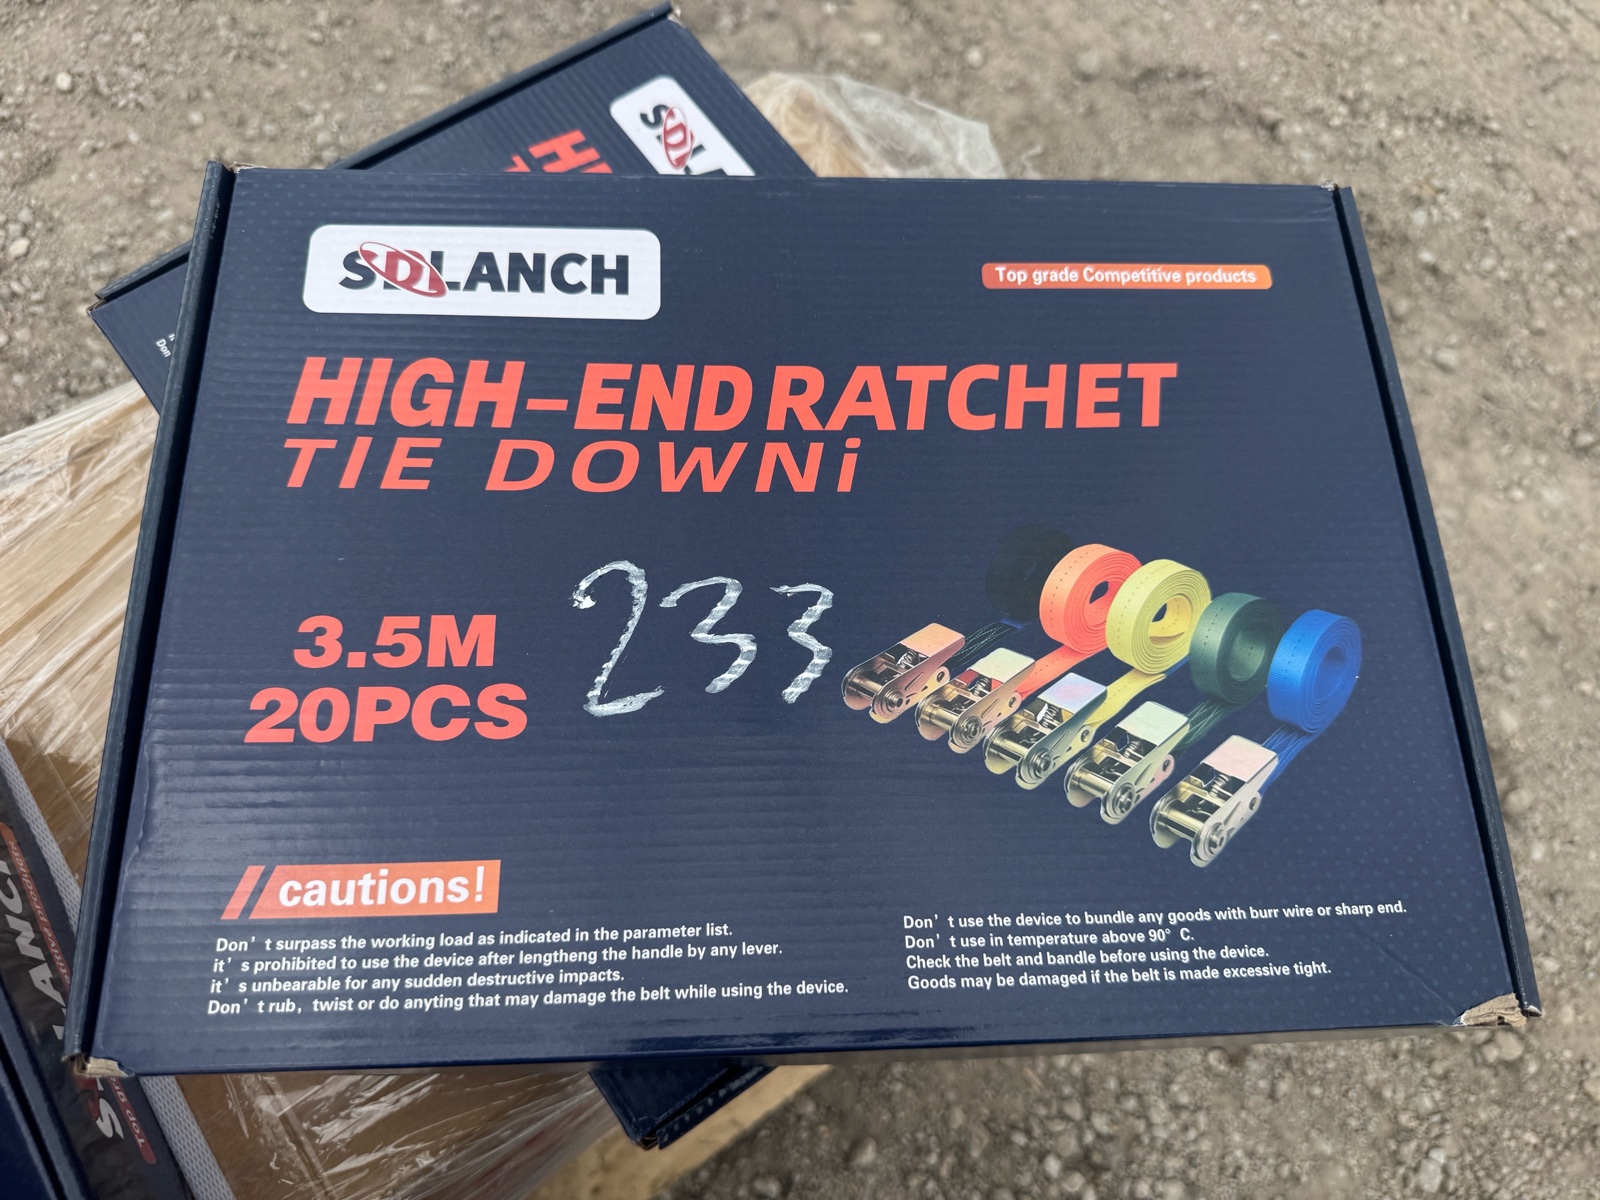 SDLANCH
Top grade Competitive products
HIGH-END RATCHET
TIE DOWNi
3.5M
20PCS
233
cautions!
Don't surpass the working load as indicated in the parameter list.
it's prohibited to use the device after lengtheng the handle by any lever.
it's unbearable for any sudden destructive impacts.
Don't rub, twist or do anyting that may damage the belt while using the device.
Don't use the device to bundle any goods with burr wire or sharp end.
Don't use in temperature above 90° C.
Check the belt and bandle before using the device.
Goods may be damaged if the belt is made excessive tight.